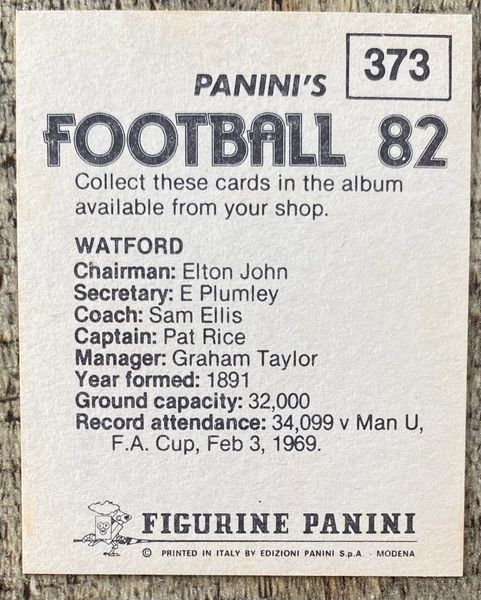 373
PANINI'S
FOOTBALL 82
Collect these cards in the album
available from your shop.
WATFORD
Chairman: Elton John
Secretary: E Plumley
Coach: Sam Ellis
Captain: Pat Rice
Manager: Graham Taylor
Year formed: 1891
Ground capacity: 32,000
Record attendance: 34,099 v Man U,
F.A. Cup, Feb 3, 1969.
FIGURINE PANINI
© PRINTED IN ITALY BY EDIZIONI PANINI S.p.A. - MODENA